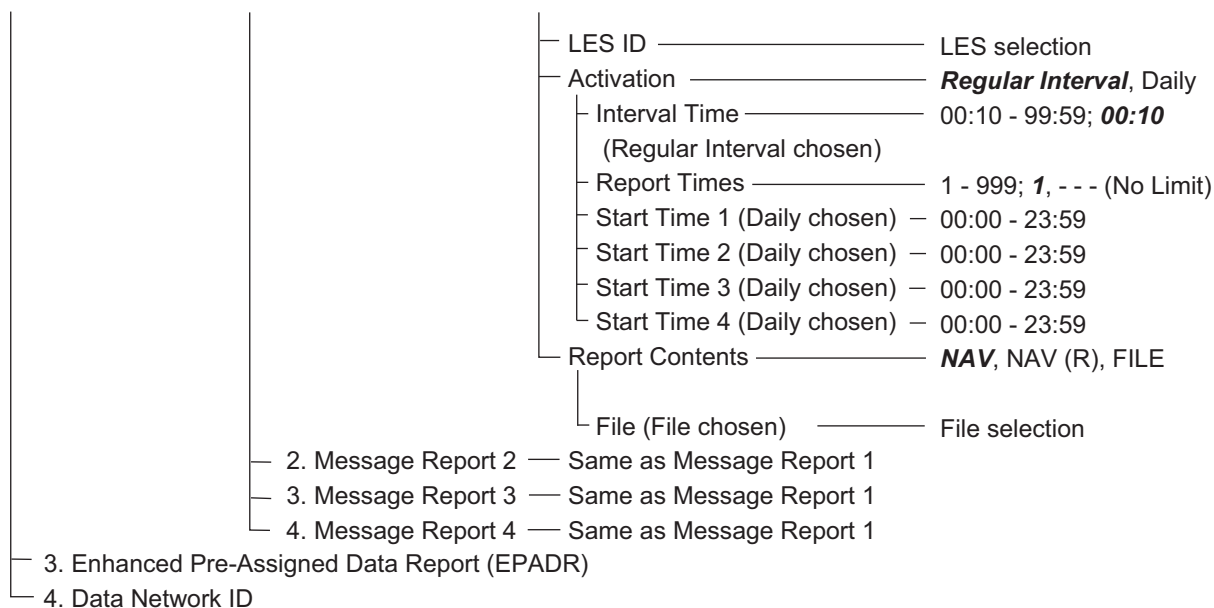 LES ID LES selection
Activation Regular Interval, Daily
Interval Time 00:10 - 99:59; 00:10
(Regular Interval chosen)
Report Times 1 - 999; 1, - - - (No Limit)
Start Time 1 (Daily chosen) 00:00 - 23:59
Start Time 2 (Daily chosen) 00:00 - 23:59
Start Time 3 (Daily chosen) 00:00 - 23:59
Start Time 4 (Daily chosen) 00:00 - 23:59
Report Contents NAV, NAV (R), FILE
File (File chosen) File selection
2. Message Report 2 Same as Message Report 1
3. Message Report 3 Same as Message Report 1
4. Message Report 4 Same as Message Report 1
3. Enhanced Pre-Assigned Data Report (EPADR)
4. Data Network ID